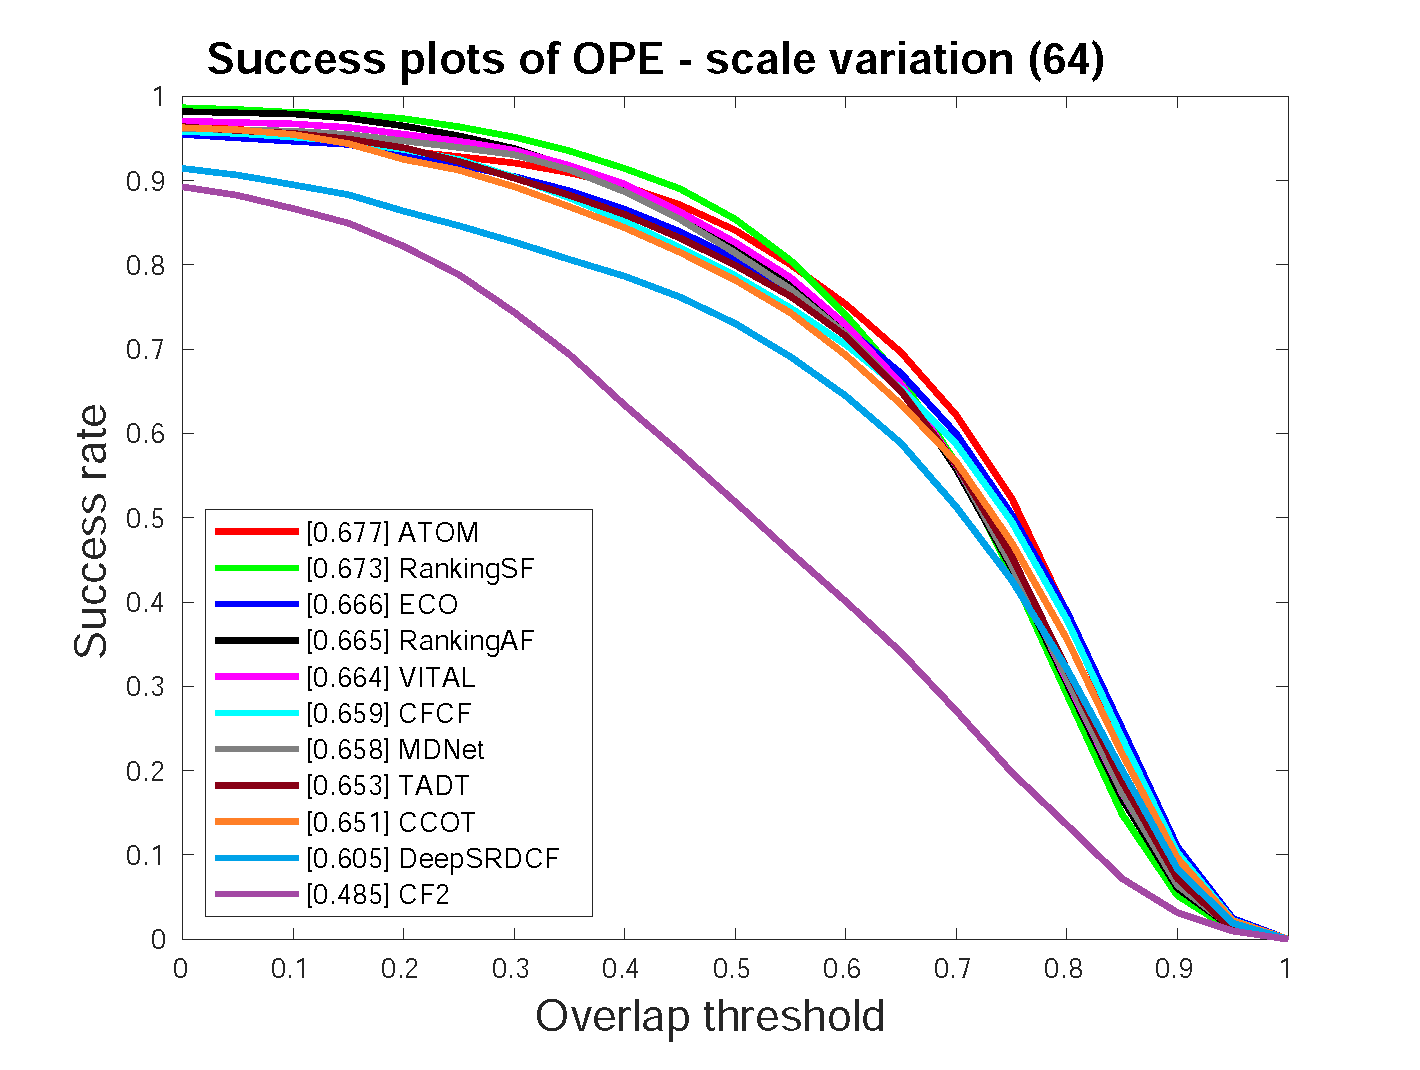 Success plots of OPE - scale variation (64)
1
0.9
0.8
0.7
0.6
0.5
0.4
0.3
0.2
0.1
0
Success rate
[0.677] ATOM
[0.673] RankingSF
[0.666] ECO
[0.665] RankingAF
[0.664] VITAL
[0.659] CFCF
[0.658] MDNet
[0.653] TADT
[0.651] CCOT
[0.605] DeepSRDCF
[0.485] CF2
0 0.1 0.2 0.3 0.4 0.5 0.6 0.7 0.8 0.9 1
Overlap threshold